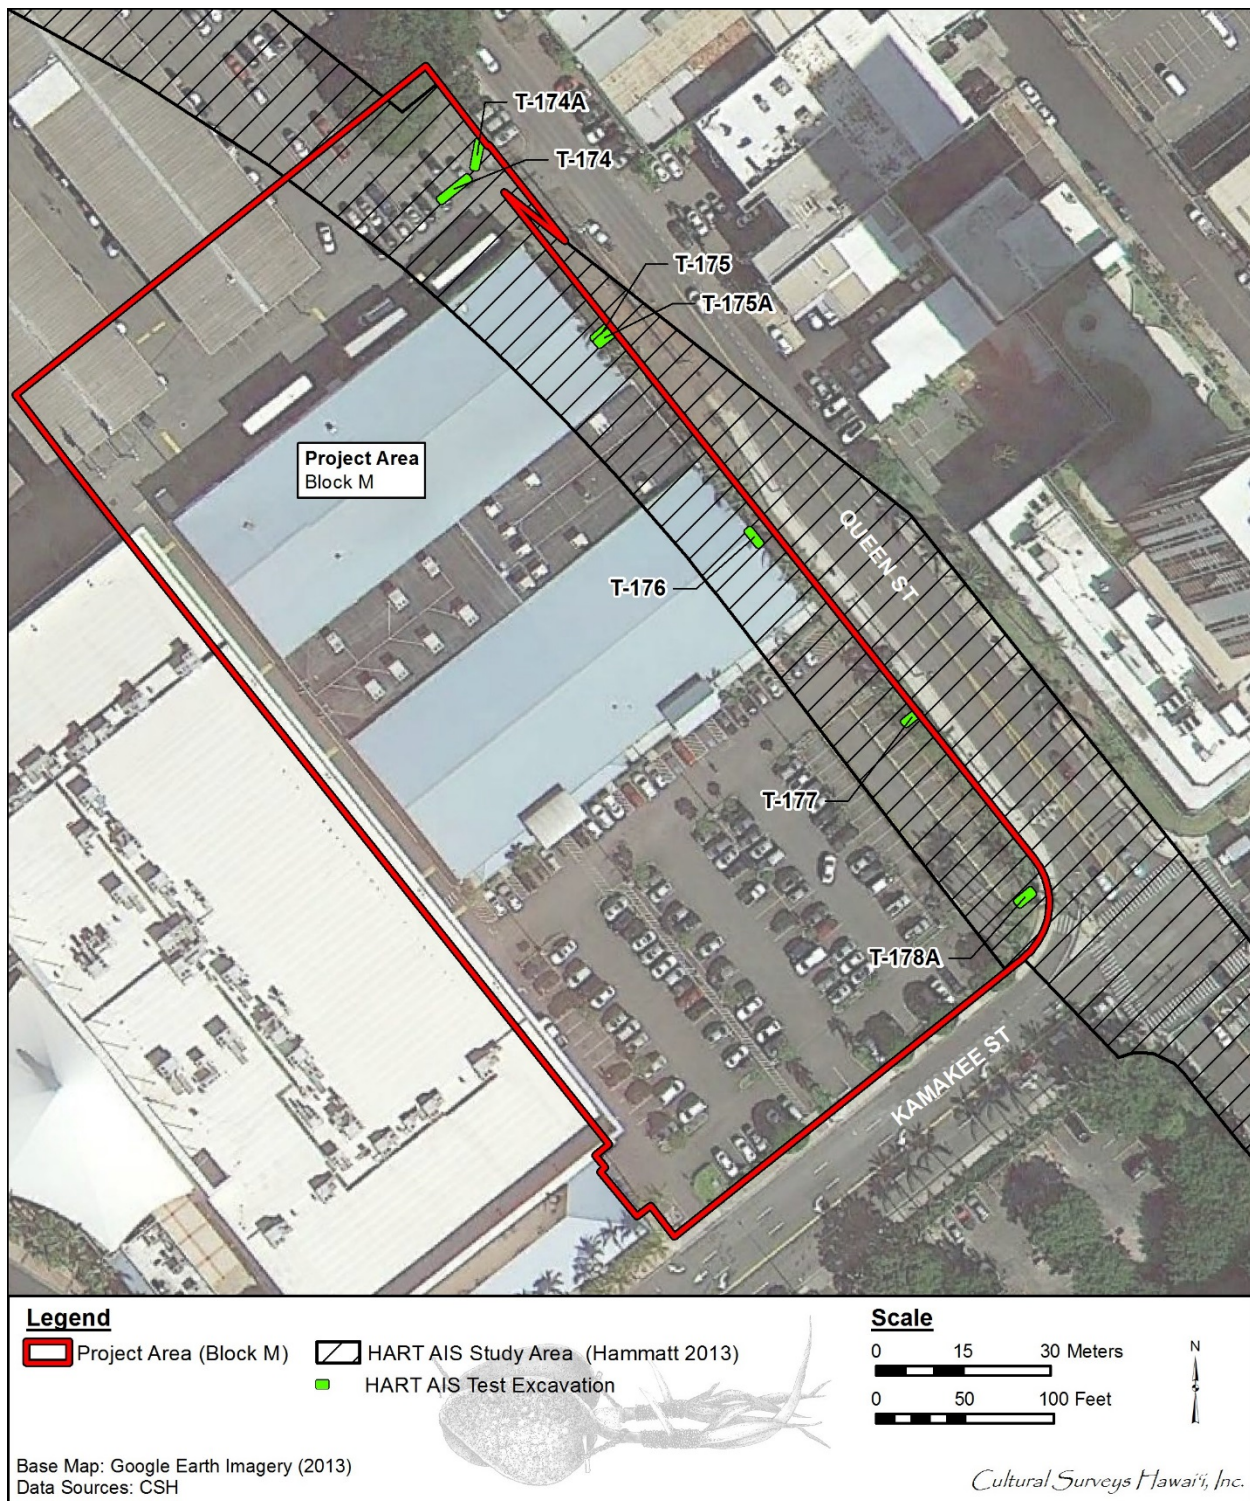 T-174A
T-174
T-175
T-175A
Project Area
Block M
QUEEN ST
T-176
T-177
T-178A
KAMAKEE ST
Legend
Project Area (Block M)
HART AIS Study Area (Hammatt 2013)
HART AIS Test Excavation
Scale
0 15 30 Meters
0 50 100 Feet
N
Base Map: Google Earth Imagery (2013)
Data Sources: CSH
Cultural Surveys Hawaiʻi, Inc.